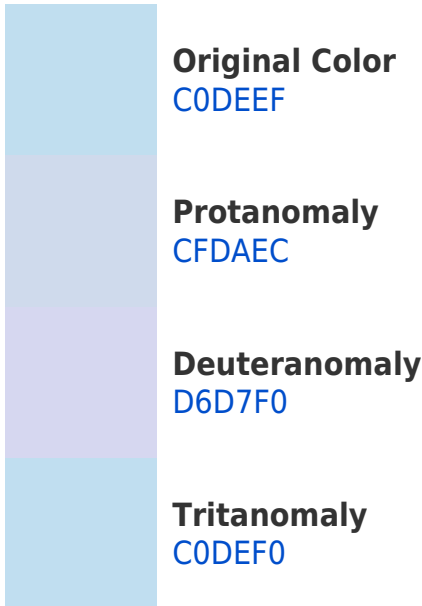 Original Color
C0DEEF
Protanomaly
CFDAEC
Deuteranomaly
D6D7F0
Tritanomaly
C0DEF0